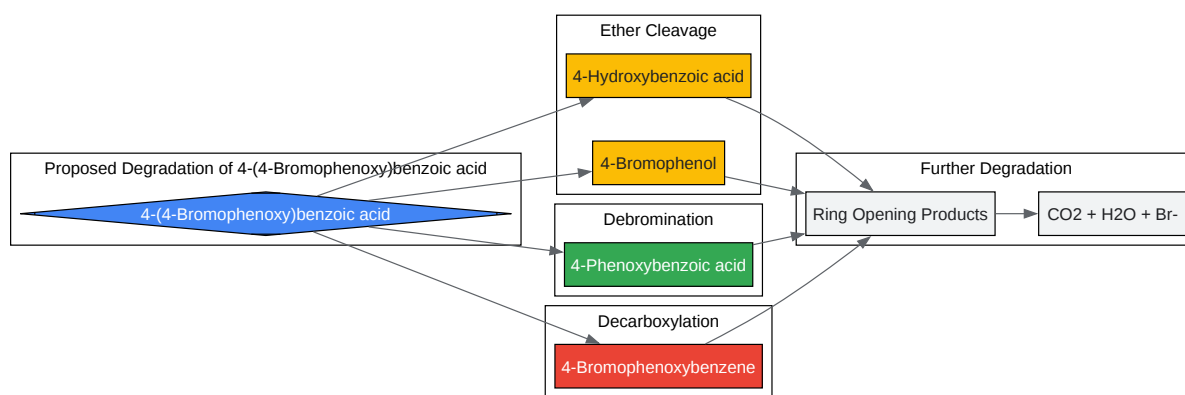 Proposed Degradation of 4-(4-Bromophenoxy)benzoic acid
4-(4-Bromophenoxy)benzoic acid
Ether Cleavage
4-Hydroxybenzoic acid
4-Bromophenol
Debromination
4-Phenoxybenzoic acid
Decarboxylation
4-Bromophenoxybenzene
Further Degradation
Ring Opening Products
CO2 + H2O + Br-